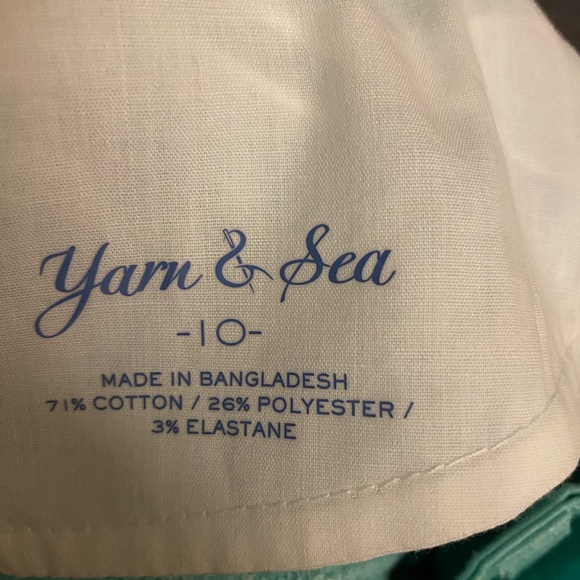 Yarn & Sea
-10-
MADE IN BANGLADESH
71% COTTON / 26% POLYESTER /
3% ELASTANE